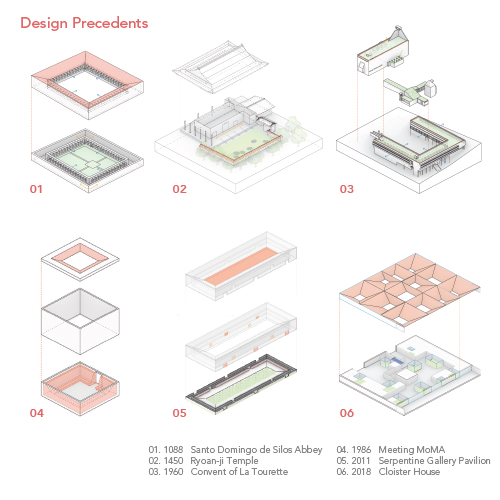 Design Precedents
01
02
03
04
05
06
01. 1088 Santo Domingo de Silos Abbey
02. 1450 Ryoan-ji Temple
03. 1960 Convent of La Tourette
04. 1986 Meeting MoMA
05. 2011 Serpentine Gallery Pavilion
06. 2018 Cloister House